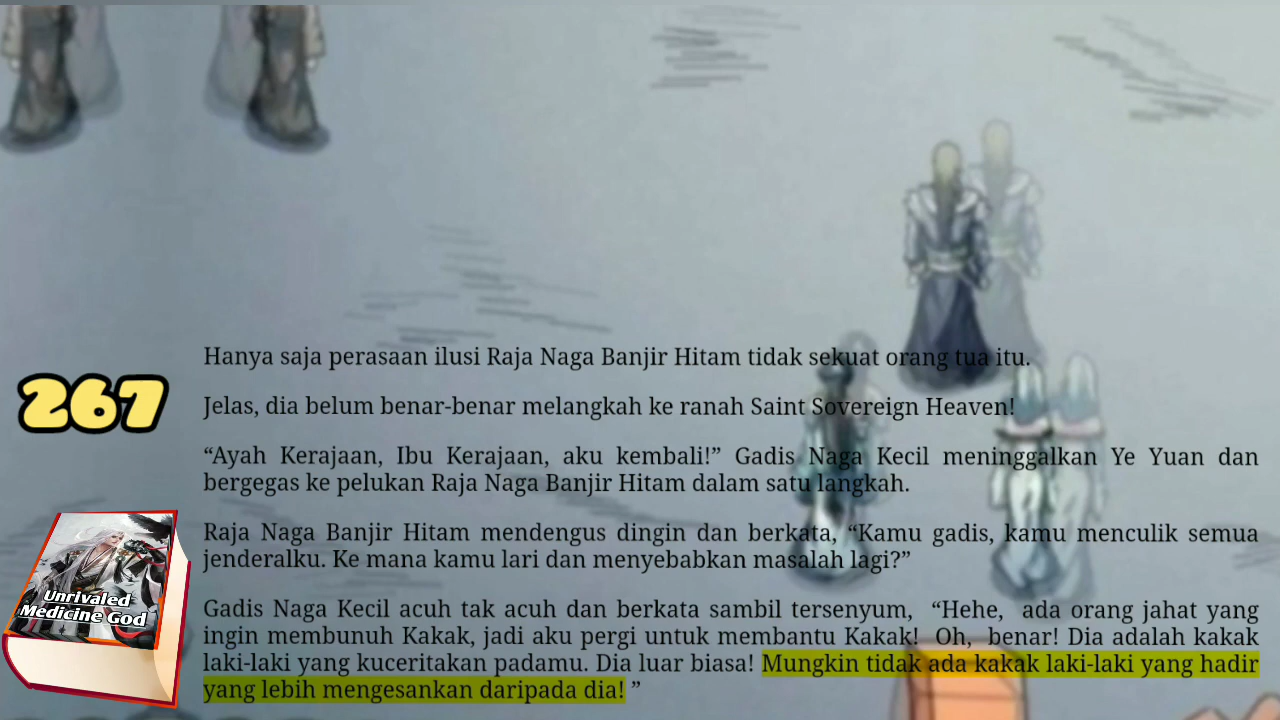 Hanya saja perasaan ilusi Raja Naga Banjir Hitam tidak sekuat orang tua itu.
267
Jelas, dia belum benar-benar melangkah ke ranah Saint Sovereign Heaven!
“Ayah Kerajaan, Ibu Kerajaan, aku kembali!” Gadis Naga Kecil meninggalkan Ye Yuan dan
bergegas ke pelukan Raja Naga Banjir Hitam dalam satu langkah.
Raja Naga Banjir Hitam mendengus dingin dan berkata, “Kamu gadis, kamu menculik semua
jenderalku. Ke mana kamu lari dan menyebabkan masalah lagi?”
Unrivaled
Medicine God
Gadis Naga Kecil acuh tak acuh dan berkata sambil tersenyum, “Hehe, ada orang jahat yang
ingin membunuh Kakak, jadi aku pergi untuk membantu Kakak! Oh, benar! Dia adalah kakak
laki-laki yang kuceritakan padamu. Dia luar biasa! Mungkin tidak ada kakak laki-laki yang hadir
yang lebih mengesankan daripada dia! ”